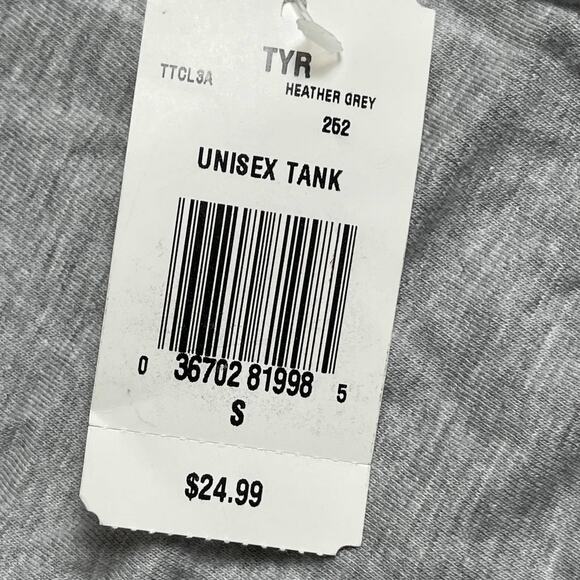 TYR
TTCL3A
HEATHER GREY
252
UNISEX TANK
0 36702 81998 5
S
$24.99